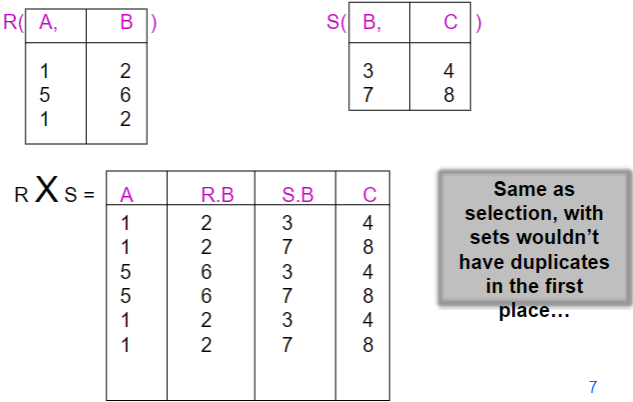 R( A, B ) S( B, C )
1 2 3 4
5 6 7 8
1 2
R X S = A R.B S.B C
1 2 3 4
1 2 7 8
5 6 3 4
5 6 7 8
1 2 3 4
1 2 7 8
Same as
selection, with
sets wouldn’t
have duplicates
in the first
place…
7